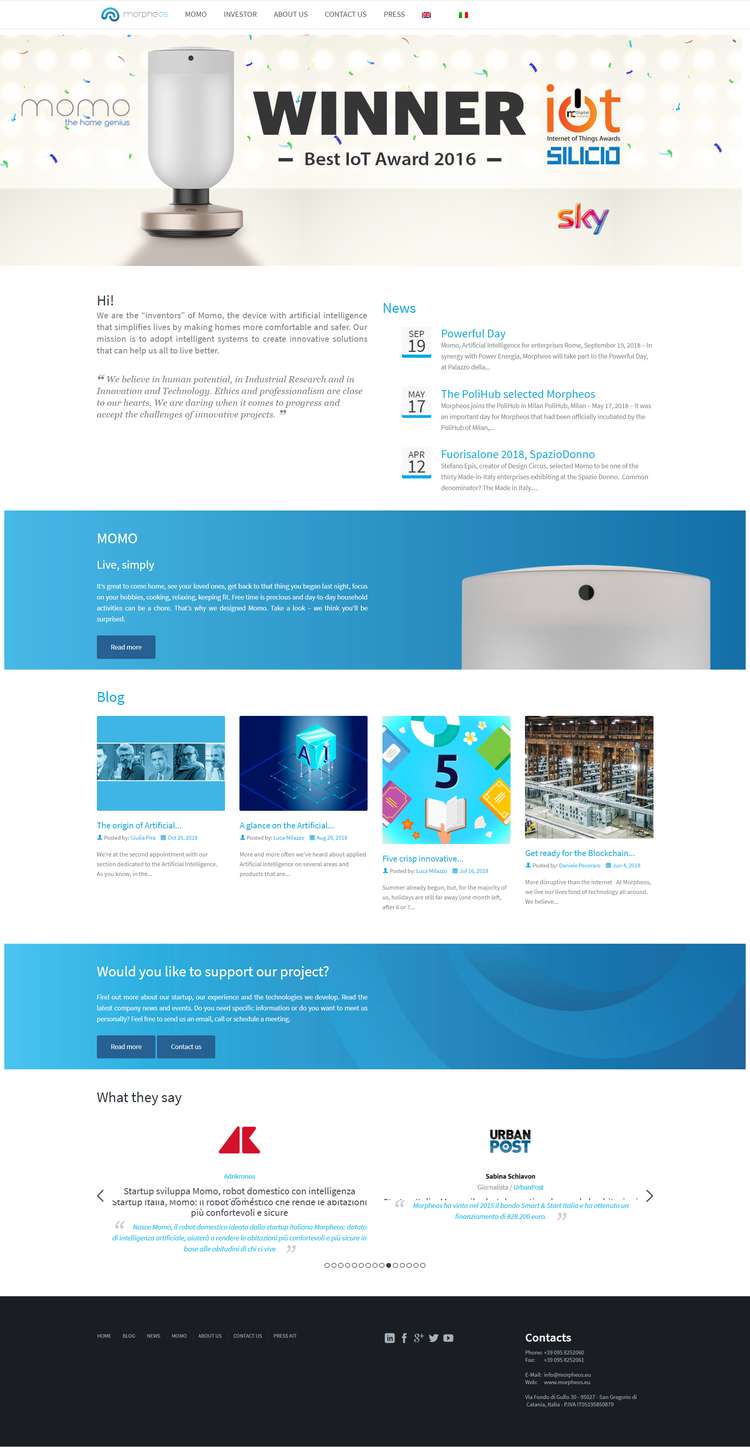 morpheos
MOMO
INVESTOR
ABOUT US
CONTACT US
PRESS
momo
the home genius
WINNER
Best IoT Award 2016
iot
Internet of Things Awards
SILICIO
sky
Hi!
We are the “inventors” of Momo, the device with artificial intelligence
that simplifies lives by making homes more comfortable and safer. Our
mission is to adopt intelligent systems to create innovative solutions
that can help us all to live better.
“ We believe in human potential, in Industrial Research and in
Innovation and Technology. Ethics and professionalism are close
to our hearts. We are daring when it comes to progress and
accept the challenges of innovative projects. ”
News
SEP
19
Powerful Day
Momo, Artificial Intelligence for enterprises Rome, September 19, 2018 – In
synergy with Power Energia, Morpheos will take part to the Powerful Day,
at Palazzo della...
MAY
17
The PoliHub selected Morpheos
Morpheos joins the PoliHub in Milan PoliHub, Milan – May 17, 2018 – It was
an important day for Morpheos that had been officially incubated by the
PoliHub of Milan,...
APR
12
Fuorisalone 2018, SpazioDonno
Stefano Epis, creator of Design Circus, selected Momo to be one of the
thirty Made-in-Italy enterprises exhibiting at the Spazio Donno. Common
denominator? The Made in Italy....
MOMO
Live, simply
It's great to come home, see your loved ones, get back to that thing you began last night, focus
on your hobbies, cooking, relaxing, keeping fit. Free time is precious and day-to-day household
activities can be a chore. That's why we designed Momo. Take a look – we think you'll be
surprised.
Read more
Blog
AI
5
The origin of Artificial...
Posted by: Giulia Pira Oct 25, 2018
We're at the second appointment with our
section dedicated to the Artificial Intelligence.
As you know, in the...
A glance on the Artificial...
Posted by: Luca Milazzo Aug 29, 2018
More and more often we've heard about applied
Artificial Intelligence on several areas and
products that are...
Five crisp innovative...
Posted by: Luca Milazzo Jul 16, 2018
Summer already begun, but, for the majority of
us, holidays are still far away (one month left,
after 6 or 7...
Get ready for the Blockchain...
Posted by: Daniele Pecoraro Jun 4, 2018
More disruptive than the internet At Morpheos,
we live our lives fond of technology all around.
We believe...
Would you like to support our project?
Find out more about our startup, our experience and the technologies we develop. Read the
latest company news and events. Do you need specific information or do you want to meet us
personally? Feel free to send us an email, call or schedule a meeting.
Read more
Contact us
What they say
Adnkronos
Startup sviluppa Momo, robot domestico con intelligenza
Startup italia, Momo: il robot domestico che rende le abitazioni
più confortevoli e sicure
“ Nasce Momo, il robot domestico ideato dalla startup italiana Morpheos: dotato
di intelligenza artificiale, aiuterà a rendere le abitazioni più confortevoli e più sicure in
base alle abitudini di chi ci vive ”
URBAN
POST
Sabina Schiavon
Giornalista / UrbanPost
“ Morpheos ha vinto nel 2015 il bando Smart & Start Italia e ha ottenuto un
finanziamento di 828.200 euro. ”
HOME
BLOG
NEWS
MOMO
ABOUT US
CONTACT US
PRESS KIT
Contacts
Phone: +39 095 8252060
Fax: +39 095 8252061
E-Mail: info@morpheos.eu
Web: www.morpheos.eu
Via Fondo di Gullo 30 - 95027 - San Gregorio di
Catania, Italia - P.IVA IT05195850879